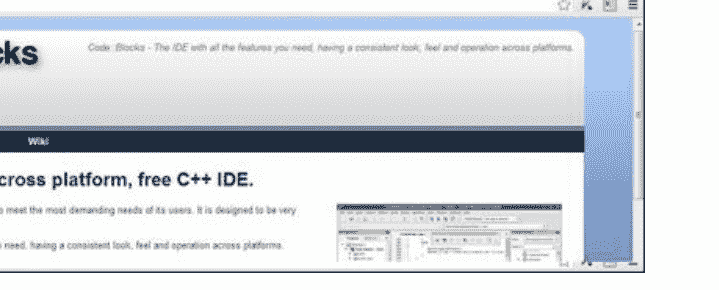 cks
Code::Blocks - The IDE with all the features you need, having a consistent look, feel and operation across platforms.
Wiki
cross platform, free C++ IDE.
o meet the most demanding needs of its users. It is designed to be very
need, having a consistent look, feel and operation across platforms.